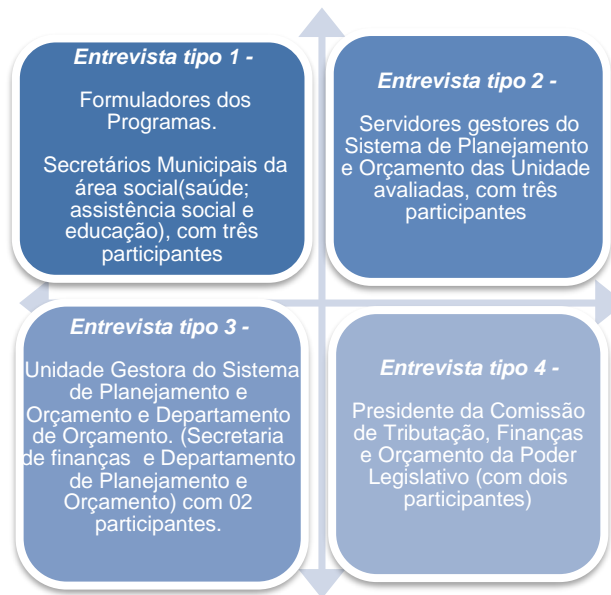 Entrevista tipo 1 -
Formuladores dos
Programas.
Secretários Municipais da
área social(saúde;
assistência social e
educação), com três
participantes
Entrevista tipo 2 -
Servidores gestores do
Sistema de Planejamento
e Orçamento das Unidade
avaliadas, com três
participantes
Entrevista tipo 3 -
Unidade Gestora do Sistema
de Planejamento e
Orçamento e Departamento
de Orçamento. (Secretaria
de finanças e Departamento
de Planejamento e
Orçamento) com 02
participantes.
Entrevista tipo 4 -
Presidente da Comissão
de Tributação, Finanças
e Orçamento da Poder
Legislativo (com dois
participantes)